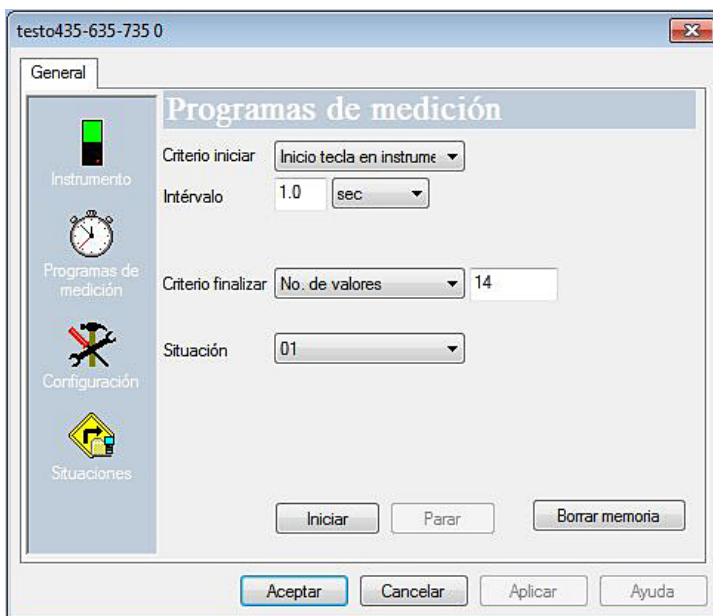 testo435-635-735 0
General
Instrumento
Programas de
medición
Configuración
Situaciones
Programas de medición
Criterio iniciar
Inicio tecla en instrume
Intérvalo
1.0
sec
Criterio finalizar
No. de valores
14
Situación
01
Iniciar
Parar
Borrar memoria
Aceptar
Cancelar
Aplicar
Ayuda